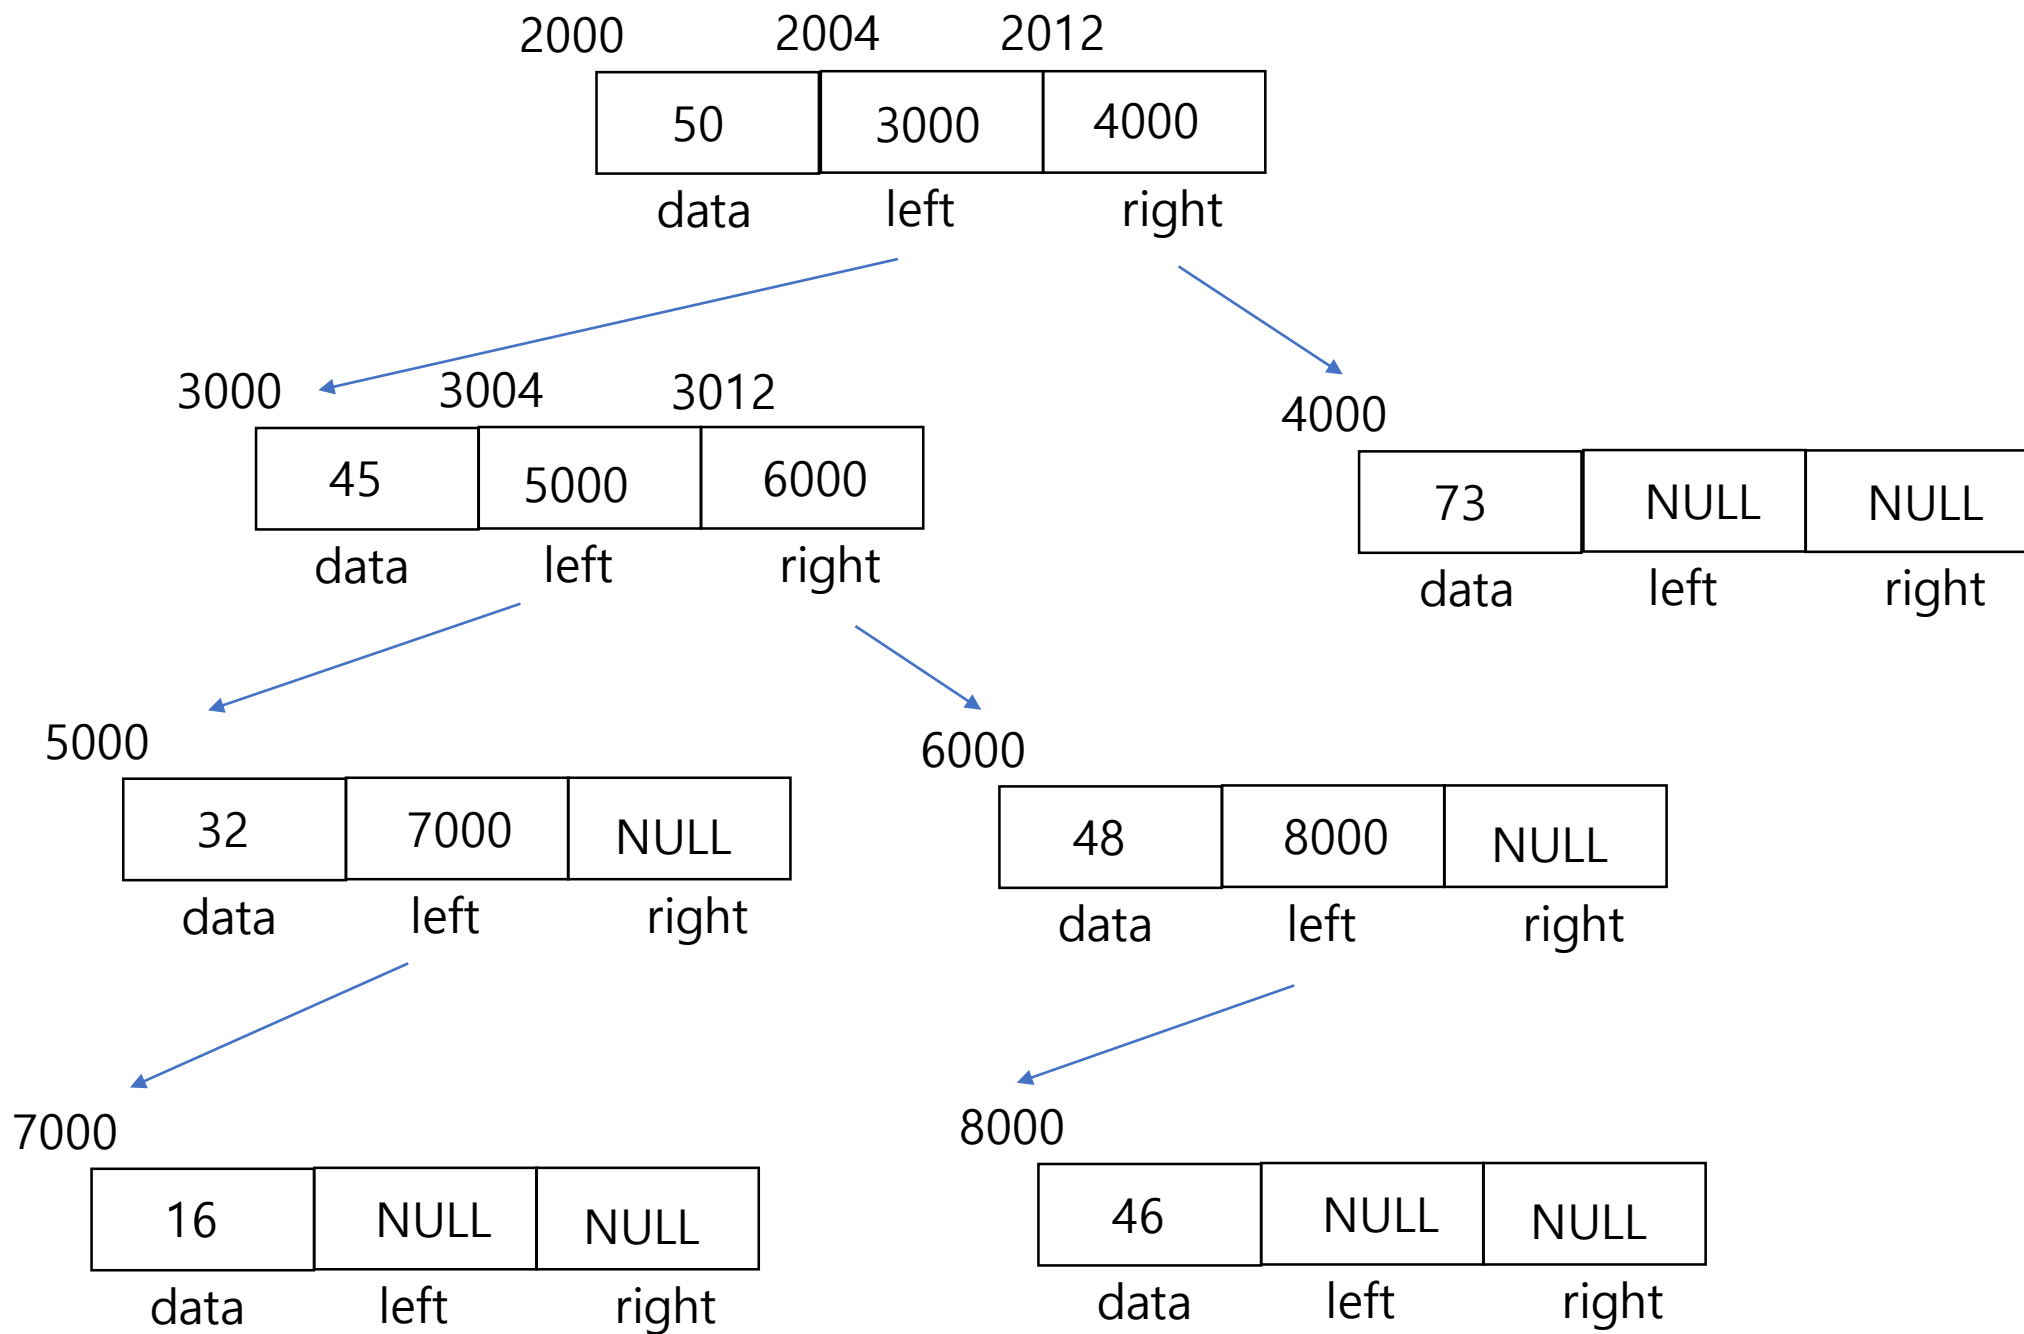 2000 2004 2012
50 3000 4000
data left right
3000 3004 3012
45 5000 6000
data left right
4000
73 NULL NULL
data left right
5000
32 7000 NULL
data left right
6000
48 8000 NULL
data left right
7000
16 NULL NULL
data left right
8000
46 NULL NULL
data left right